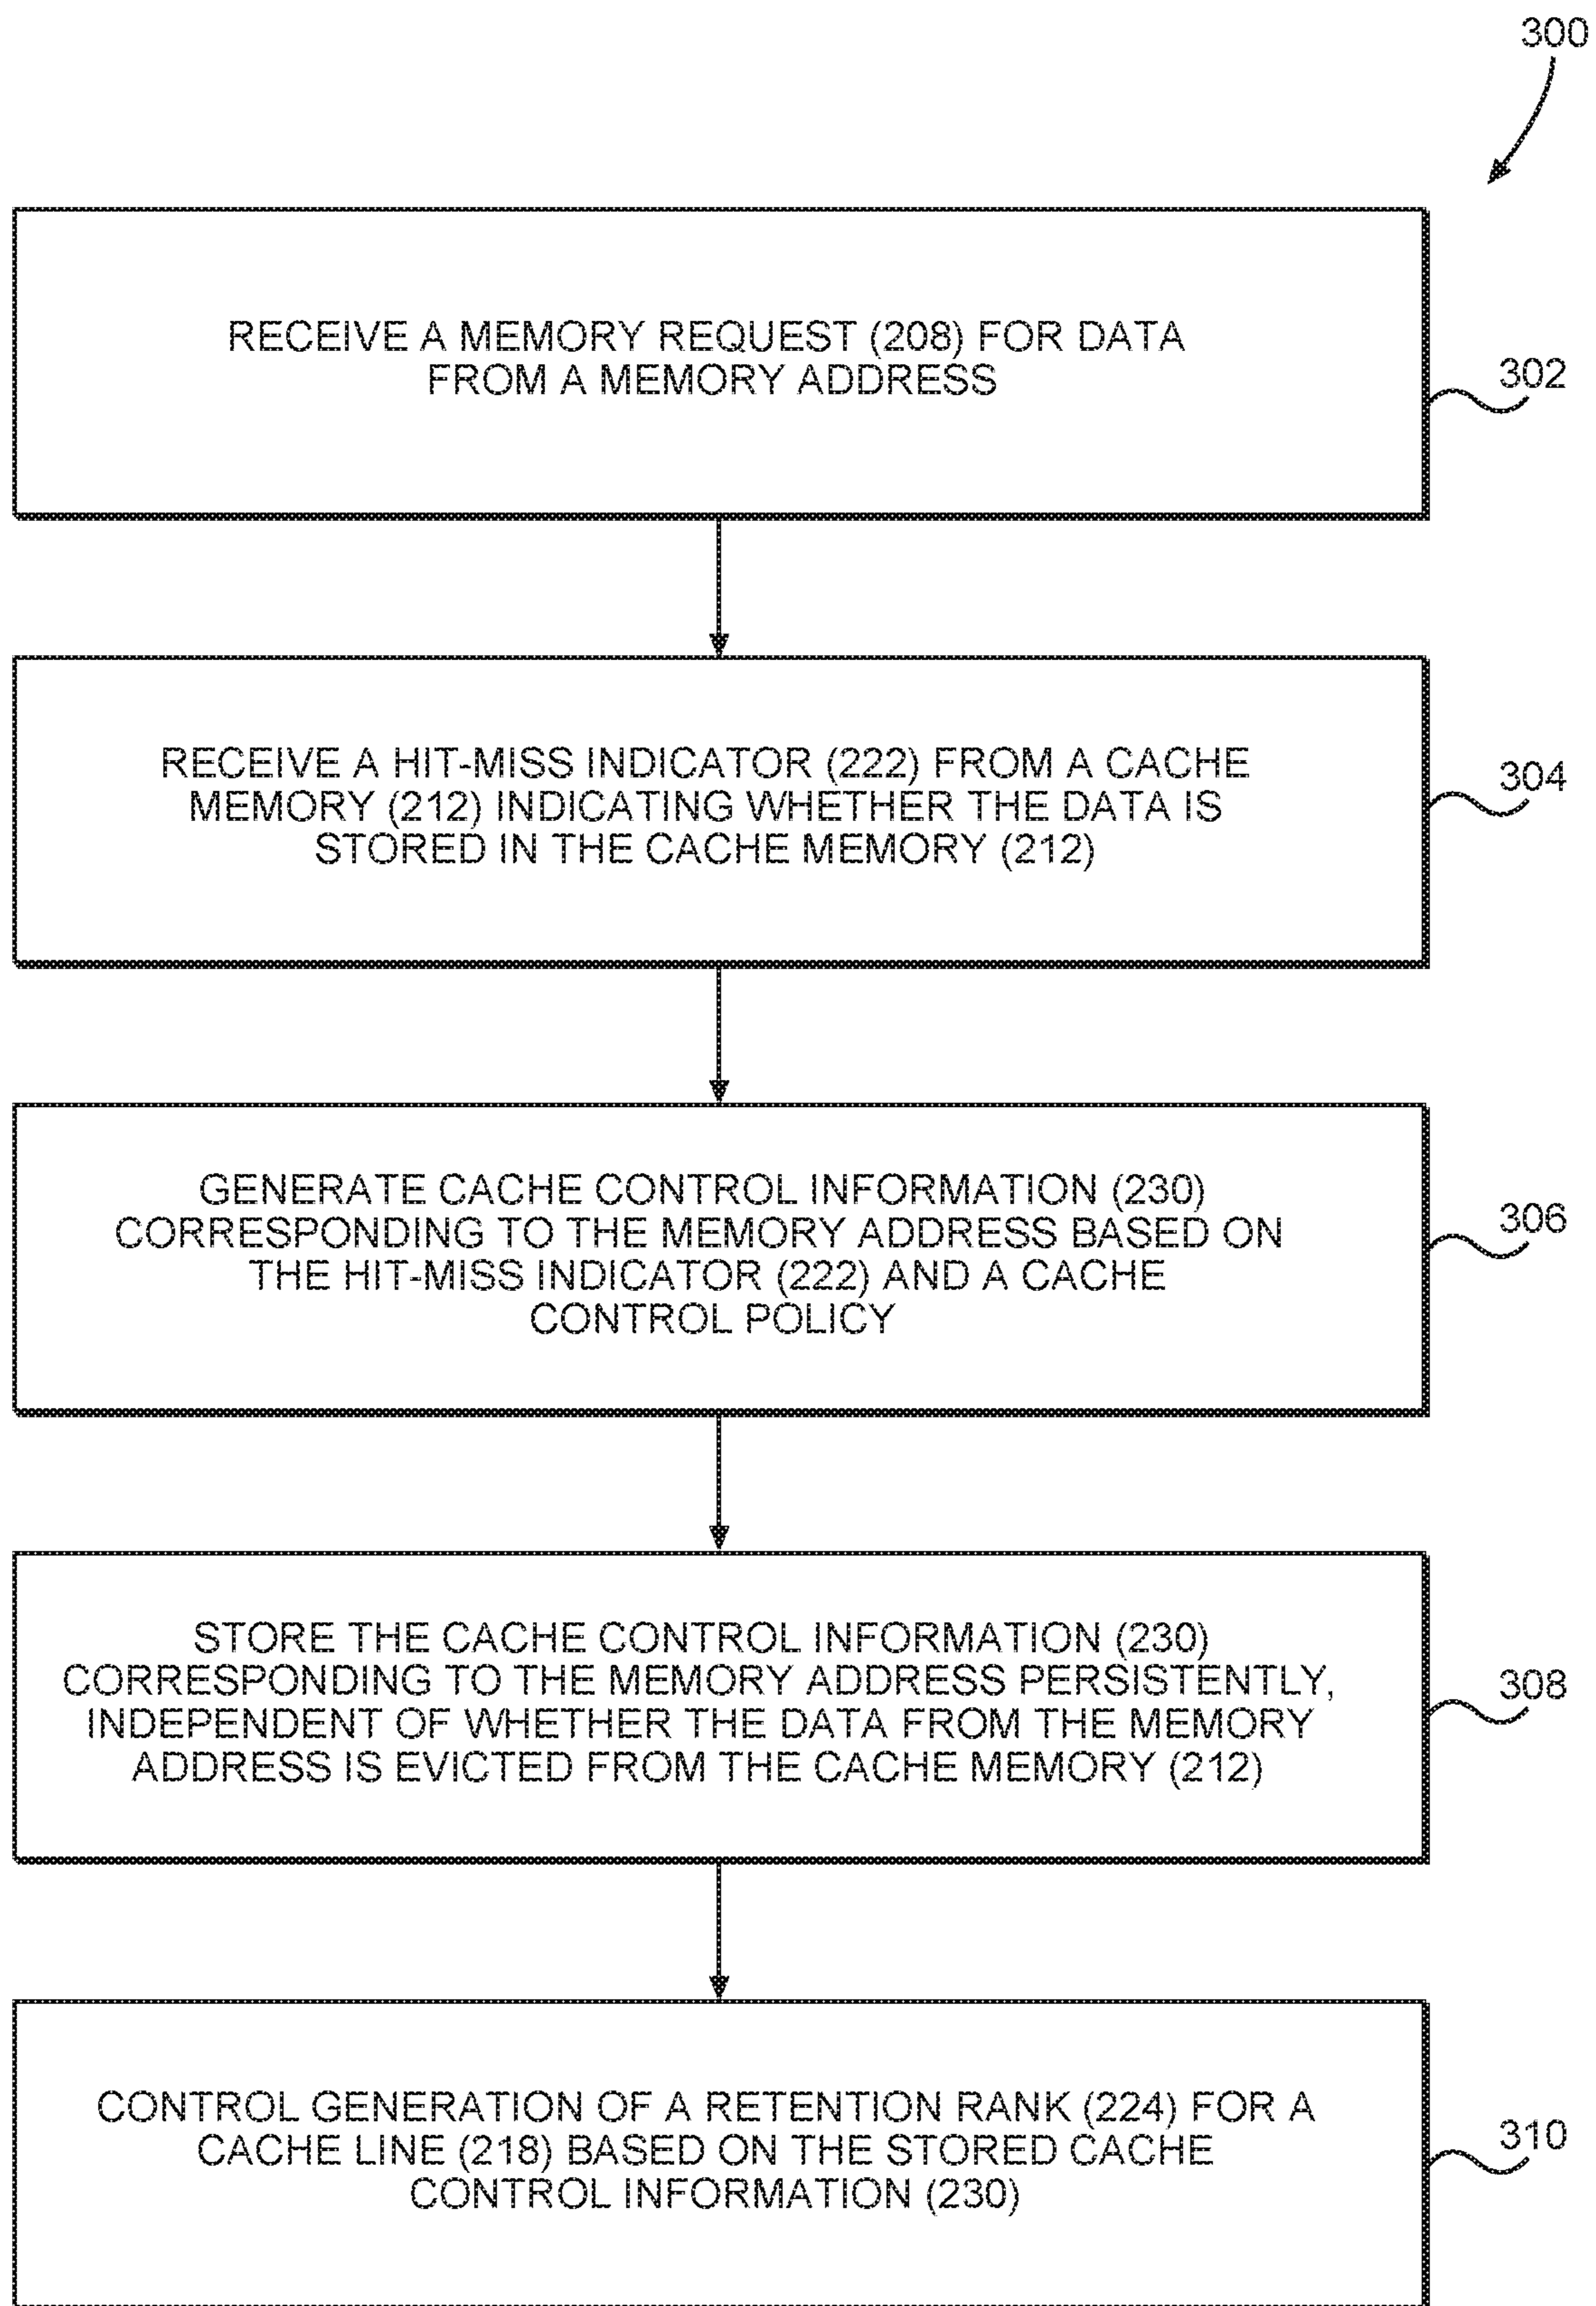 300
RECEIVE A MEMORY REQUEST (208) FOR DATA
FROM A MEMORY ADDRESS
302
RECEIVE A HIT-MISS INDICATOR (222) FROM A CACHE
MEMORY (212) INDICATING WHETHER THE DATA IS
STORED IN THE CACHE MEMORY (212)
304
GENERATE CACHE CONTROL INFORMATION (230)
CORRESPONDING TO THE MEMORY ADDRESS BASED ON
THE HIT-MISS INDICATOR (222) AND A CACHE
CONTROL POLICY
306
STORE THE CACHE CONTROL INFORMATION (230)
CORRESPONDING TO THE MEMORY ADDRESS PERSISTENTLY,
INDEPENDENT OF WHETHER THE DATA FROM THE MEMORY
ADDRESS IS EVICTED FROM THE CACHE MEMORY (212)
308
CONTROL GENERATION OF A RETENTION RANK (224) FOR A
CACHE LINE (218) BASED ON THE STORED CACHE
CONTROL INFORMATION (230)
310